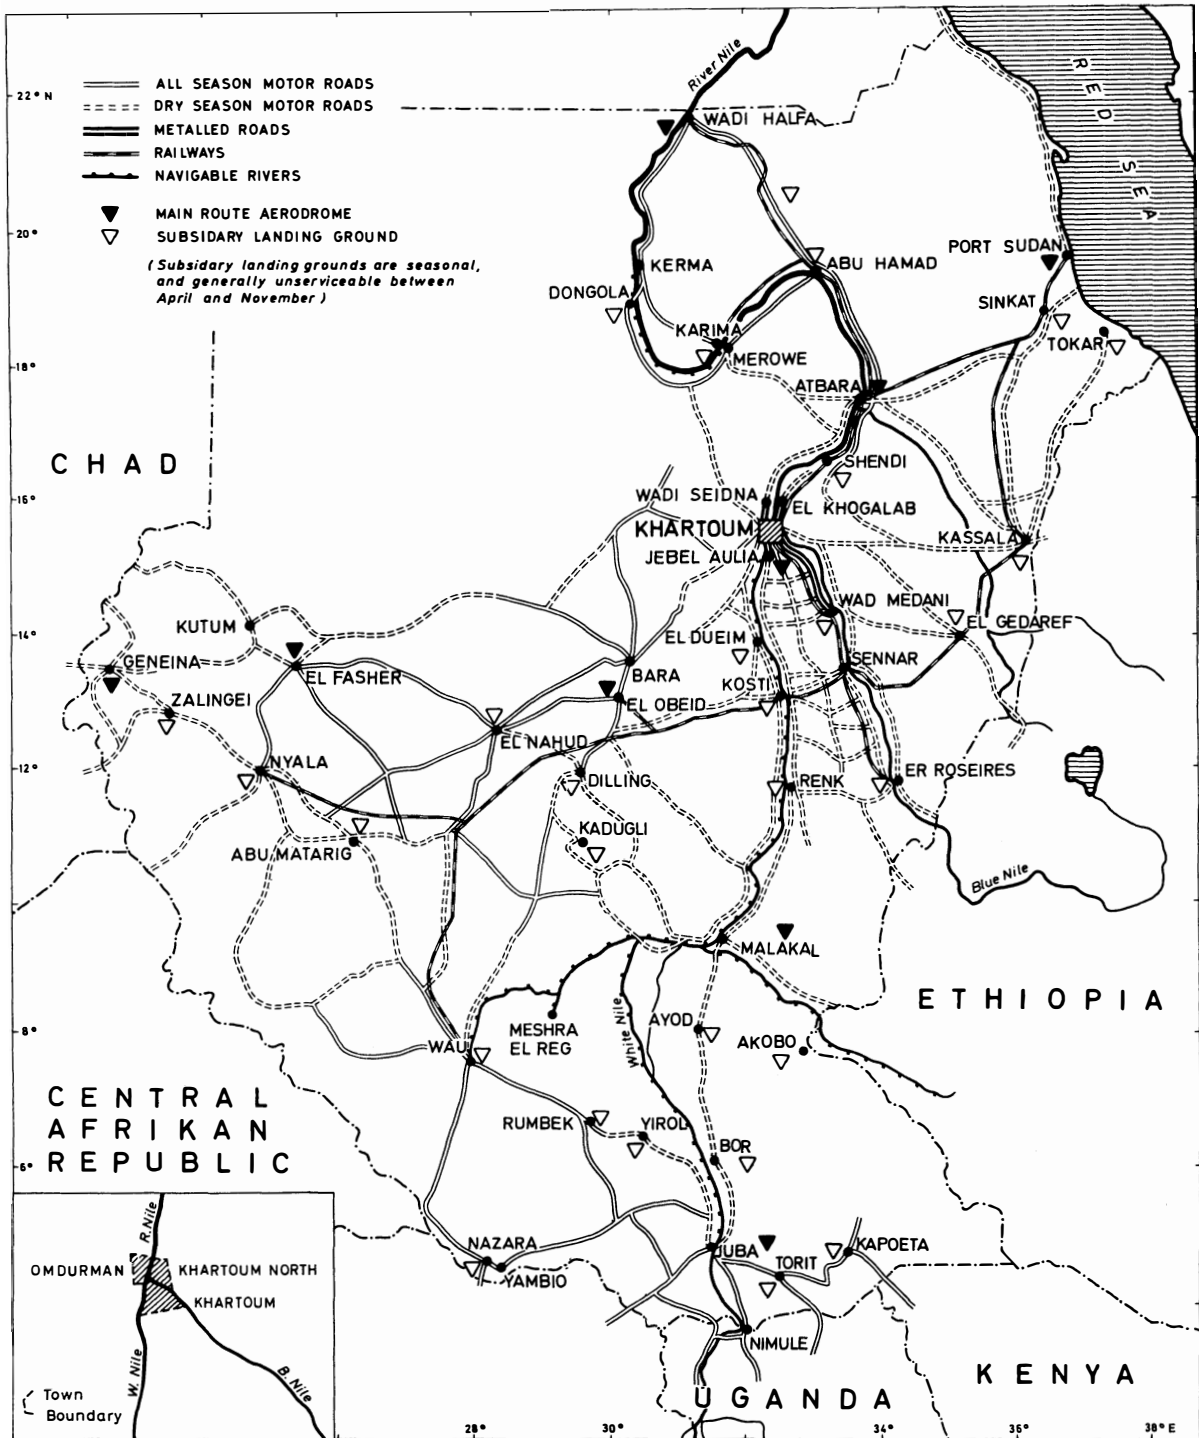 River Nile
ALL SEASON MOTOR ROADS
22° N
DRY SEASON MOTOR ROADS
METALLED ROADS
RAILWAYS
NAVIGABLE RIVERS
MAIN ROUTE AERODROME
SUBSIDARY LANDING GROUND
(Subsidary landing grounds are seasonal,
and generally unserviceable between
April and November)
RED SEA
WADI HALFA
20°
PORT SUDAN
KERMA
ABU HAMAD
DONGOLA
SINKAT
KARIMA
TOKAR
MEROWE
18°
ATBARA
CHAD
SHENDI
16°
WADI SEIDNA
EL KHOGALAB
KHARTOUM
KASSALA
JEBEL AULIA
WAD MEDANI
KUTUM
14°
EL DUEIM
EL GEDAREF
GENEINA
EL FASHER
BARA
SENNAR
ZALINGEI
EL OBEID
KOSTI
EL NAHUD
NYALA
12°
DILLING
RENK
ER ROSEIRES
KADUGLI
ABU MATARIG
Blue Nile
MALAKAL
ETHIOPIA
MESHRA
EL REG
White Nile
AYOD
8°
WAU
AKOBO
CENTRAL
AFRIKAN
REPUBLIC
RUMBEK
YIROL
BOR
6°
R.Nile
NAZARA
JUBA
KAPOETA
OMDURMAN
KHARTOUM NORTH
YAMBIO
TORIT
KHARTOUM
NIMULE
W. Nile
B. Nile
KENYA
Town
Boundary
UGANDA
28°
30°
34°
36°
38° E